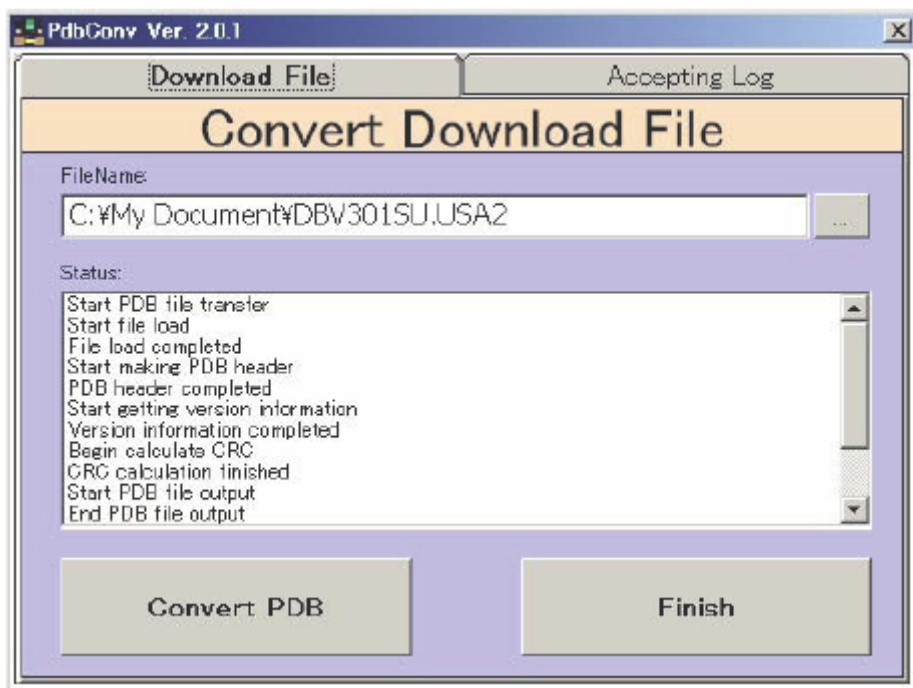 PdbConv Ver. 2.0.1
Download File
Accepting Log
Convert Download File
FileName:
C:¥My Document¥DBV301SU.USA2
...
Status:
Start PDB file transfer
Start file load
File load completed
Start making PDB header
PDB header completed
Start getting version information
Version information completed
Begin calculate CRC
CRC calculation finished
Start PDB file output
End PDB file output
Convert PDB
Finish